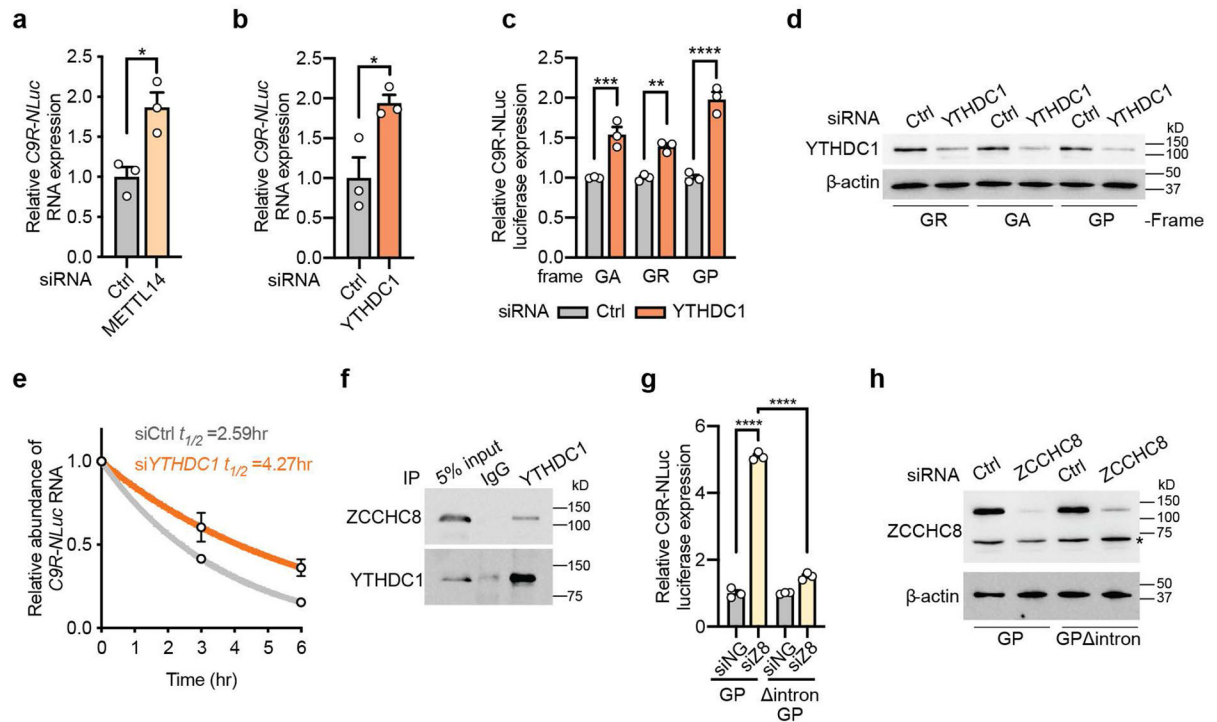 a
Relative C9R-NLuc
RNA expression
2.5
2.0
1.5
1.0
0.5
0.0
*
siRNA
Ctrl
METTL14
b
Relative C9R-NLuc
RNA expression
2.5
2.0
1.5
1.0
0.5
0.0
*
siRNA
Ctrl
YTHDC1
c
Relative C9R-NLuc
luciferase expression
2.5
2.0
1.5
1.0
0.5
0.0
*** ** ****
frame GA GR GP
siRNA Ctrl YTHDC1
d
siRNA Ctrl YTHDC1 Ctrl YTHDC1 Ctrl YTHDC1
kD
YTHDC1
150
100
β-actin
50
37
GR GA GP -Frame
e
Relative abundance of
C9R-NLuc RNA
siCtrl t1/2 =2.59hr
siYTHDC1 t1/2 =4.27hr
1.0
0.5
0.0
0 1 2 3 4 5 6
Time (hr)
f
IP 5% input IgG YTHDC1
kD
ZCCHC8
150
100
YTHDC1
150
75
g
Relative C9R-NLuc
luciferase expression
6
4
2
0
**** ****
siNG siZ8 siNG siZ8
GP Δintron
GP
h
siRNA Ctrl ZCCHC8 Ctrl ZCCHC8
kD
ZCCHC8
150
100
75
*
β-actin
50
37
GP GPΔintron